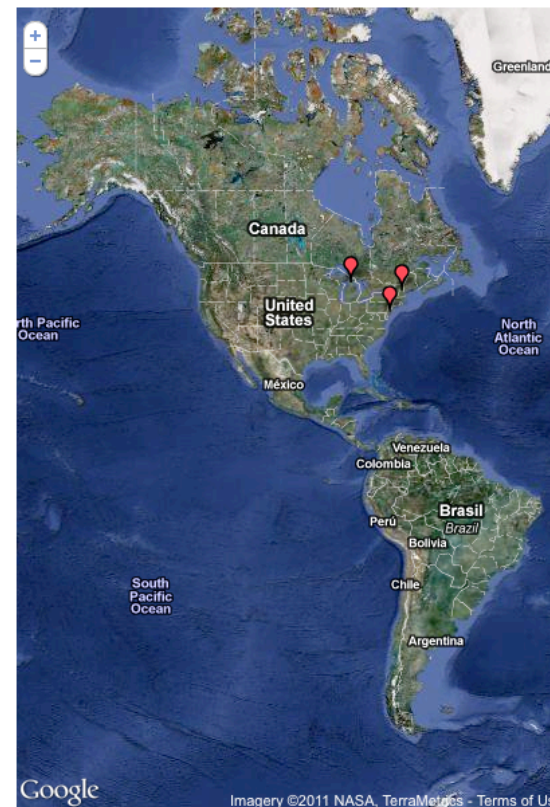 +
−
Greenland
Canada
United
States
rth Pacific
Ocean
North
Atlantic
Ocean
México
Venezuela
Colombia
Brasil
Brazil
Perú
Bolivia
Chile
South
Pacific
Ocean
Argentina
Google
Imagery ©2011 NASA, TerraMetrics - Terms of U